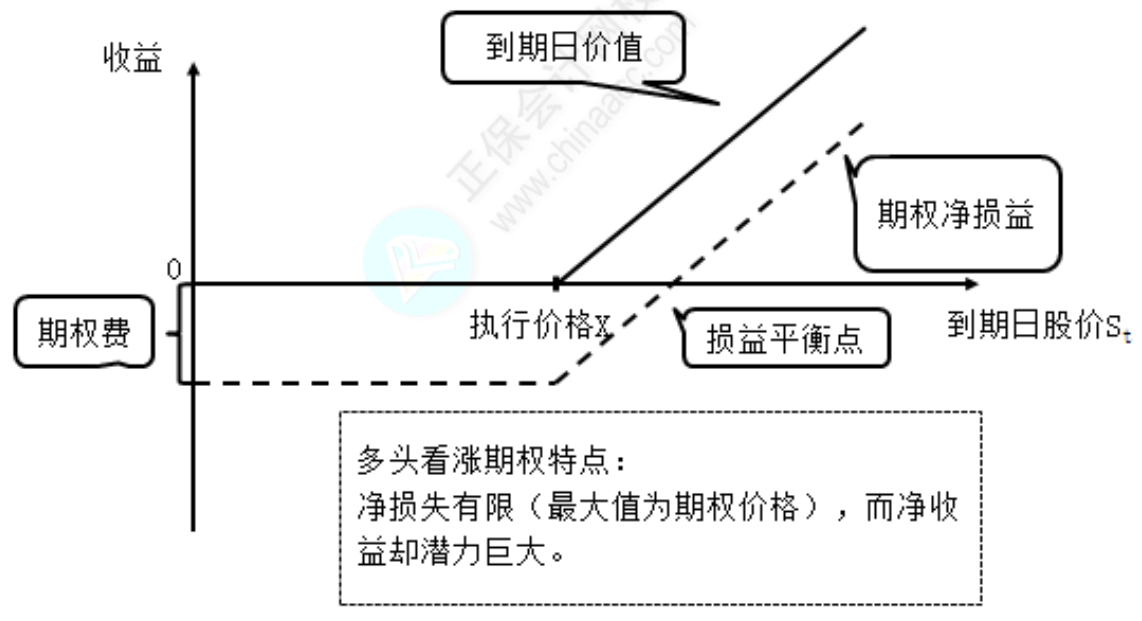 收益
到期日价值
正保会计网校
www.chinaacc.com
期权净损益
0
期权费
执行价格X
损益平衡点
到期日股价St
多头看涨期权特点：
净损失有限（最大值为期权价格），而净收
益却潜力巨大。